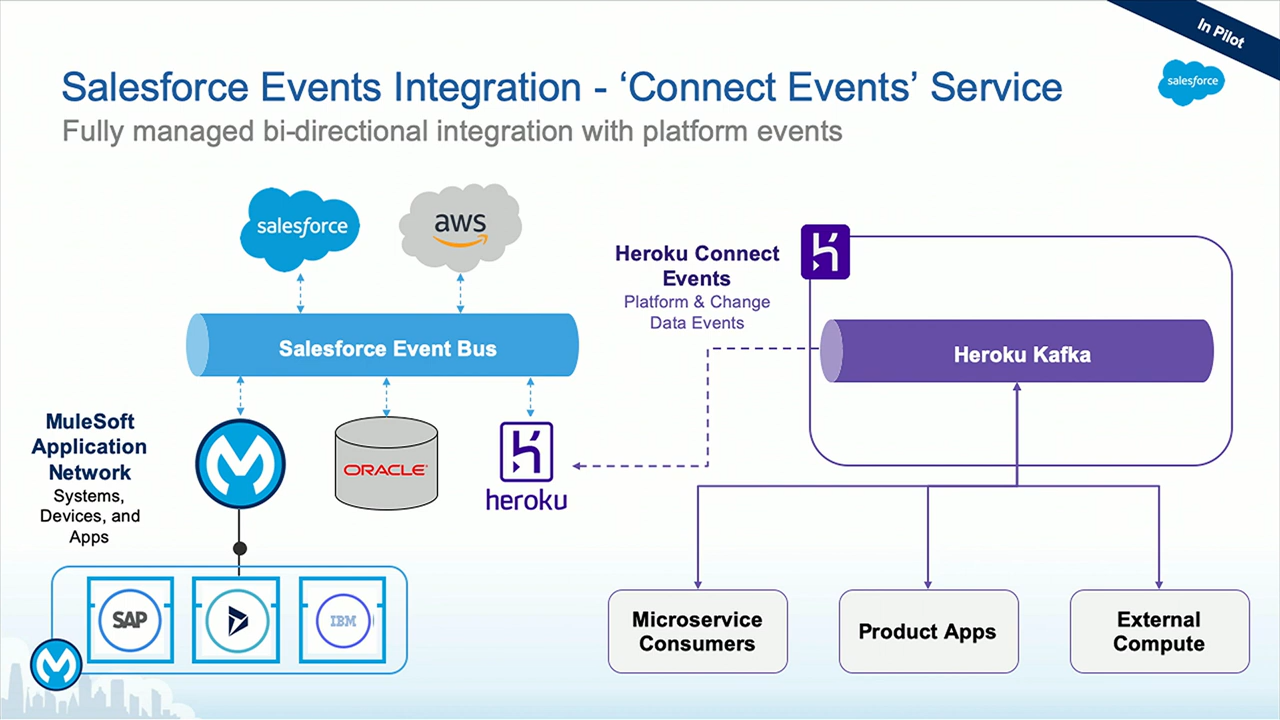 In Pilot
Salesforce Events Integration - ‘Connect Events’ Service
salesforce
Fully managed bi-directional integration with platform events
salesforce
aws
Heroku Connect
Events
Platform & Change
Data Events
Salesforce Event Bus
Heroku Kafka
MuleSoft
Application
Network
Systems,
Devices, and
Apps
ORACLE
heroku
SAP
IBM
Microservice
Consumers
Product Apps
External
Compute